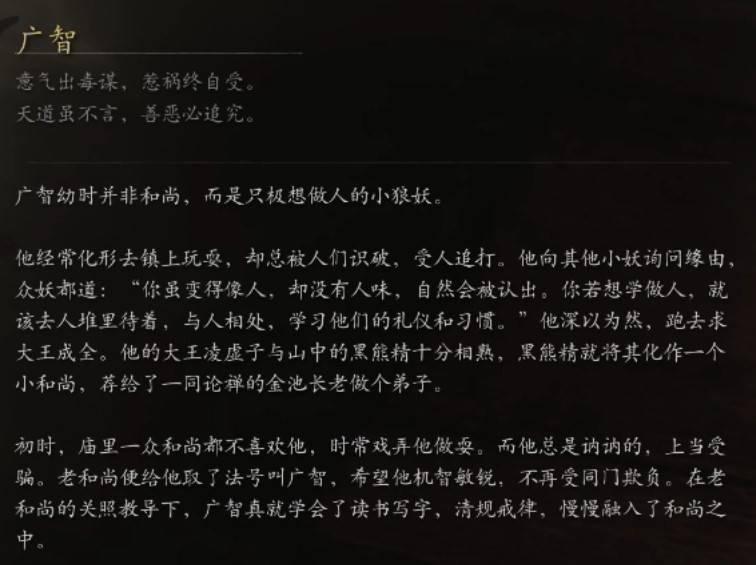 广智
意气出毒谋，惹祸终自受。
天道虽不言，善恶必追究。
广智幼时并非和尚，而是只极想做人的小狼妖。
他经常化形去镇上玩耍，却总被人们识破，受人追打。他向其他小妖询问缘由，
众妖都道：“你虽变得像人，却没有人味，自然会被认出。你若想学做人，就
该去人堆里待着，与人相处，学习他们的礼仪和习惯。”他深以为然，跑去求
大王成全。他的大王凌虚子与山中的黑熊精十分相熟，黑熊精就将其化作一个
小和尚，荐给了一同论禅的金池长老做个弟子。
初时，庙里一众和尚都不喜欢他，时常戏弄他做耍。而他总是讷讷的，上当受
骗。老和尚便给他取了法号叫广智，希望他机智敏锐，不再受同门欺负。在老
和尚的关照教导下，广智真就学会了读书写字，清规戒律，慢慢融入了和尚之
中。